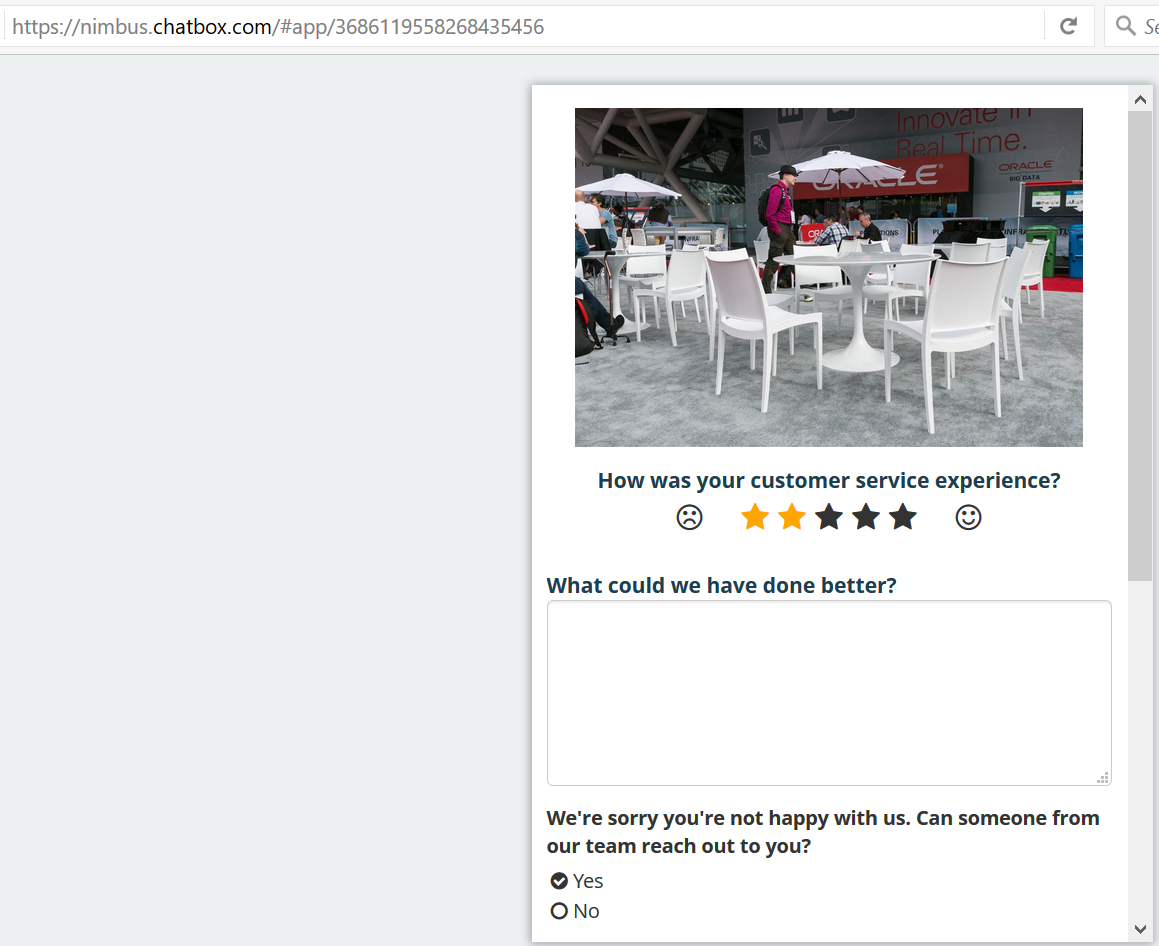 https://nimbus.chatbox.com/#app/3686119558268435456
Innovate in
Real Time.
ORACLE
ORACLE
BIG DATA
How was your customer service experience?
What could we have done better?
We're sorry you're not happy with us. Can someone from
our team reach out to you?
Yes
No